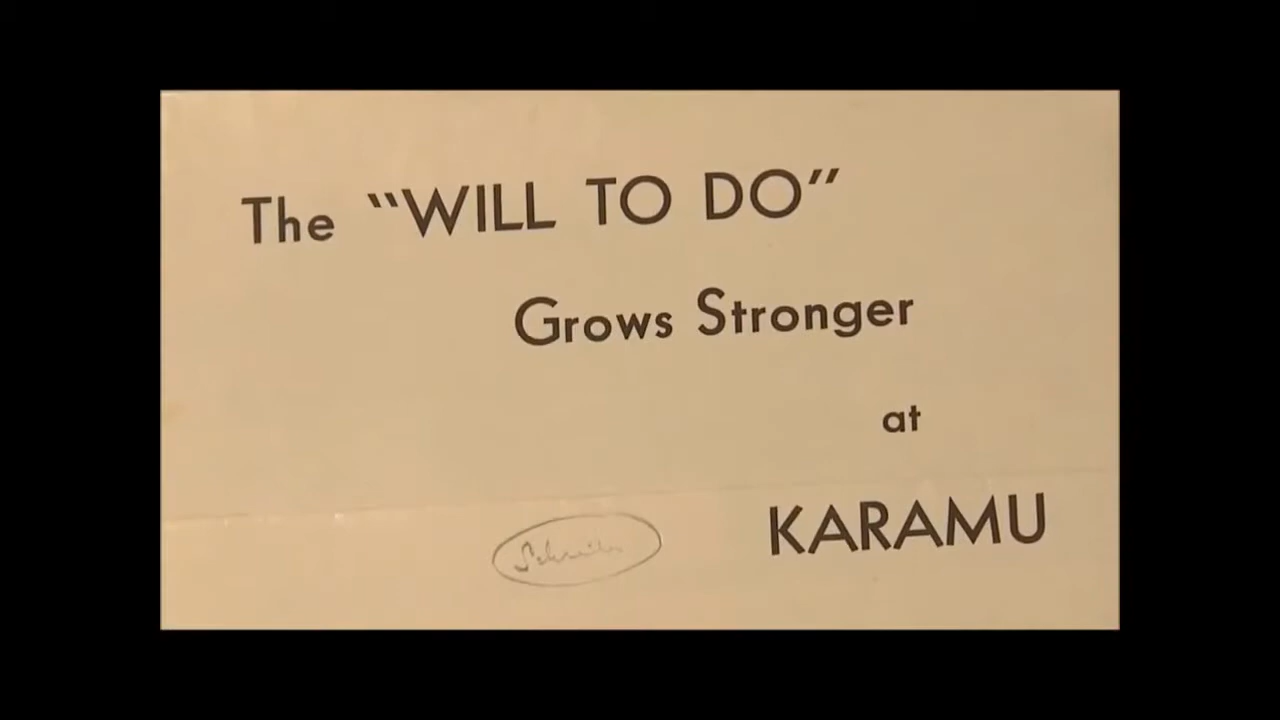 The “WILL TO DO”
Grows Stronger
at
KARAMU